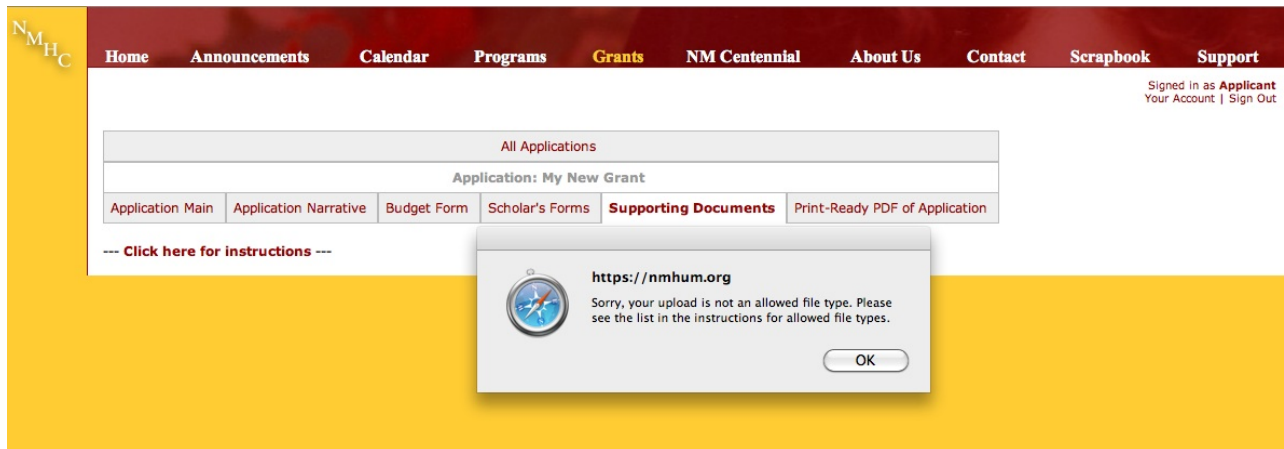 NMHC
Home Announcements Calendar Programs Grants NM Centennial About Us Contact Scrapbook Support
Signed in as Applicant
Your Account | Sign Out
All Applications
Application: My New Grant
Application Main Application Narrative Budget Form Scholar's Forms Supporting Documents Print-Ready PDF of Application
--- Click here for instructions ---
https://nmhum.org
Sorry, your upload is not an allowed file type. Please
see the list in the instructions for allowed file types.
OK